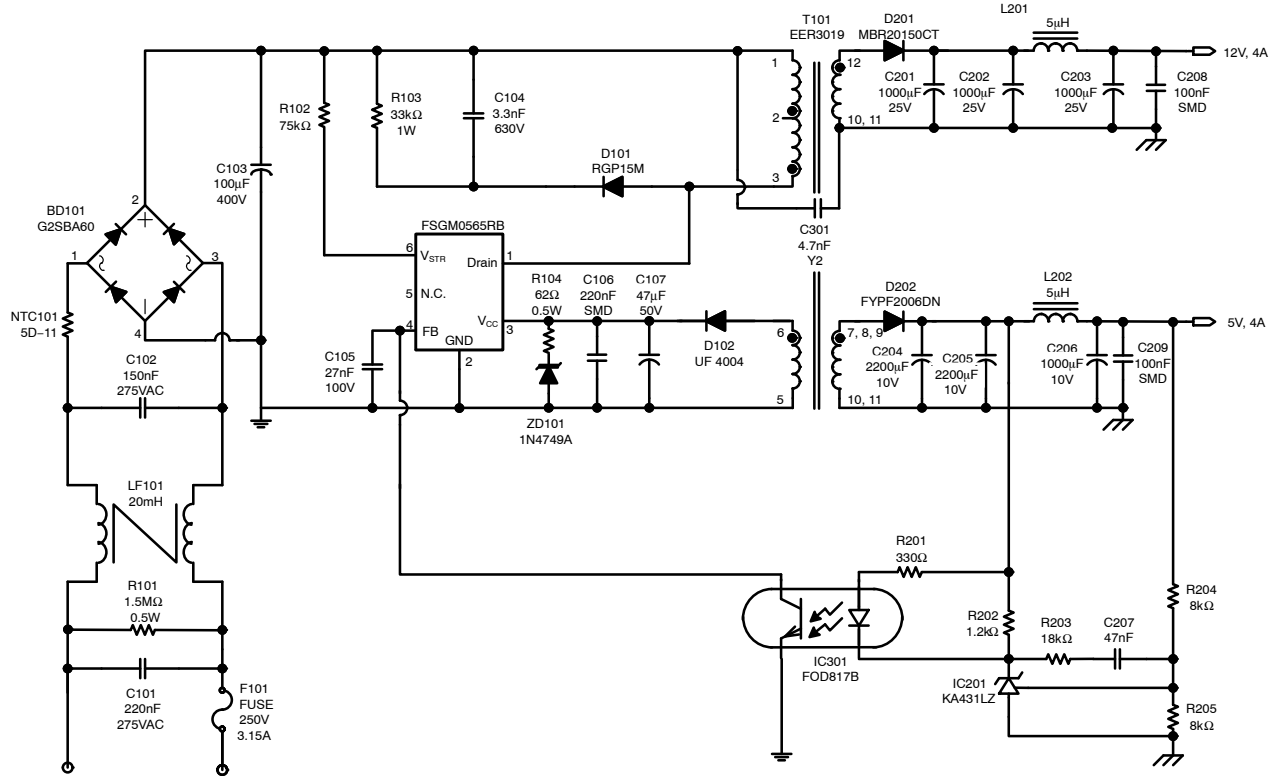 T101
EER3019
D201
MBR20150CT
L201
5μH
1
12
12V, 4A
R102
75kΩ
R103
33kΩ
1W
C104
3.3nF
630V
C201
1000μF
25V
C202
1000μF
25V
C203
1000μF
25V
C208
100nF
SMD
2
10, 11
D101
RGP15M
3
C103
100μF
400V
BD101
G2SBA60
2
1
3
4
C301
4.7nF
Y2
FSGM0565RB
6
VSTR
Drain
1
5
N.C.
VCC
3
4
FB
GND
2
R104
62Ω
0.5W
C106
220nF
SMD
C107
47μF
50V
D102
UF 4004
6
5
D202
FYPF2006DN
L202
5μH
7, 8, 9
5V, 4A
C204
2200μF
10V
C205
2200μF
10V
C206
1000μF
10V
C209
100nF
SMD
10, 11
NTC101
5D−11
C102
150nF
275VAC
C105
27nF
100V
ZD101
1N4749A
LF101
20mH
R101
1.5MΩ
0.5W
C101
220nF
275VAC
F101
FUSE
250V
3.15A
R201
330Ω
R202
1.2kΩ
R203
18kΩ
C207
47nF
R204
8kΩ
IC301
FOD817B
IC201
KA431LZ
R205
8kΩ